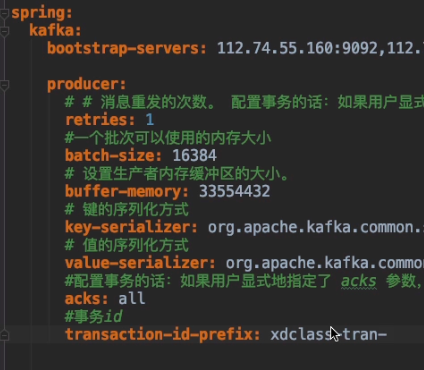 spring:
kafka:
bootstrap-servers: 112.74.55.160:9092,112.
producer:
# # 消息重发的次数。 配置事务的话：如果用户显式
retries: 1
#一个批次可以使用的内存大小
batch-size: 16384
# 设置生产者内存缓冲区的大小。
buffer-memory: 33554432
# 键的序列化方式
key-serializer: org.apache.kafka.common.
# 值的序列化方式
value-serializer: org.apache.kafka.common
#配置事务的话：如果用户显式地指定了 acks 参数，
acks: all
#事务id
transaction-id-prefix: xdclass-tran-